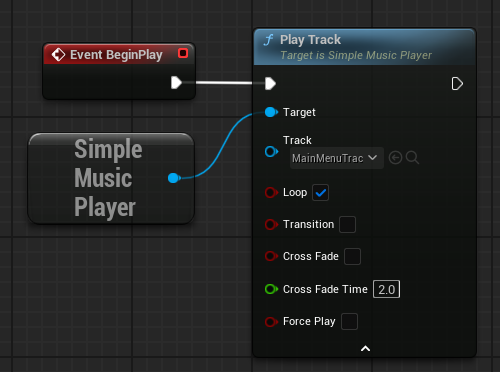 Event BeginPlay
Simple
Music
Player
Play Track
Target is Simple Music Player
Target
Track
MainMenuTrac
Loop
Transition
Cross Fade
Cross Fade Time 2.0
Force Play